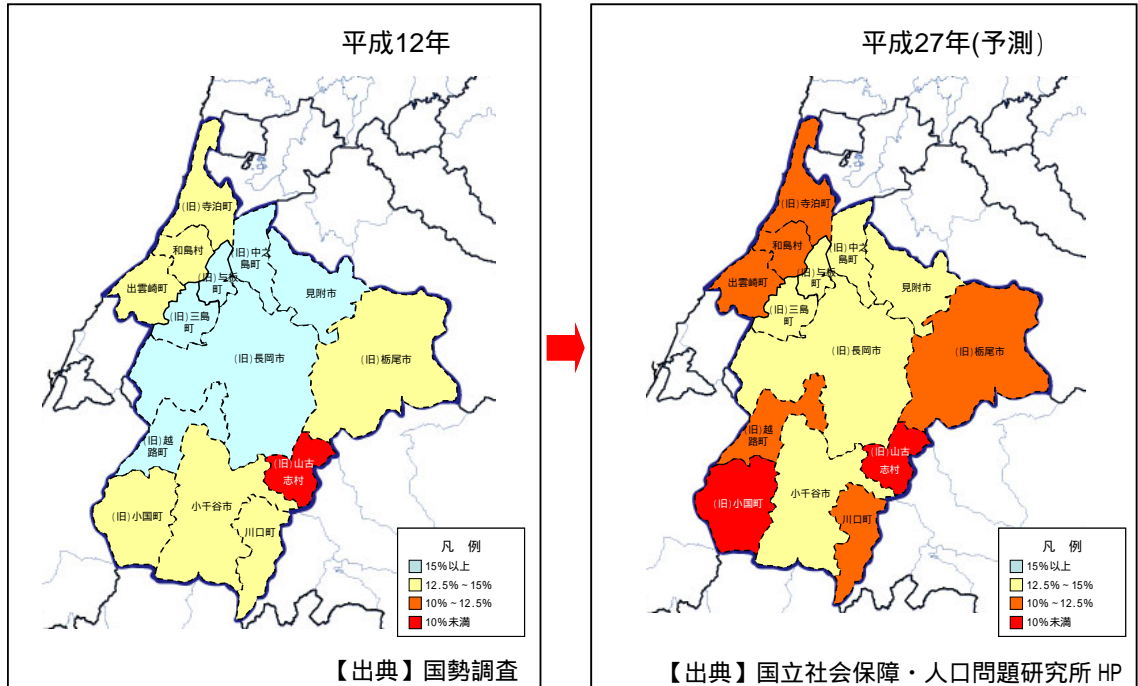 平成12年
(旧)寺泊町
和島村
(旧)中之
島町
(旧)与板
町
出雲崎町
見附市
(旧)三島
町
(旧)長岡市
(旧)栃尾市
(旧)越
路町
(旧)山古
志村
(旧)小国町
小千谷市
川口町
凡 例
15%以上
12.5%~15%
10%~12.5%
10%未満
【出典】国勢調査
平成27年(予測)
(旧)寺泊町
和島村
(旧)中之
島町
(旧)与板
町
出雲崎町
見附市
(旧)三島
町
(旧)長岡市
(旧)栃尾市
(旧)越
路町
(旧)山古
志村
(旧)小国町
小千谷市
川口町
凡 例
15%以上
12.5%~15%
10%~12.5%
10%未満
【出典】国立社会保障・人口問題研究所 HP